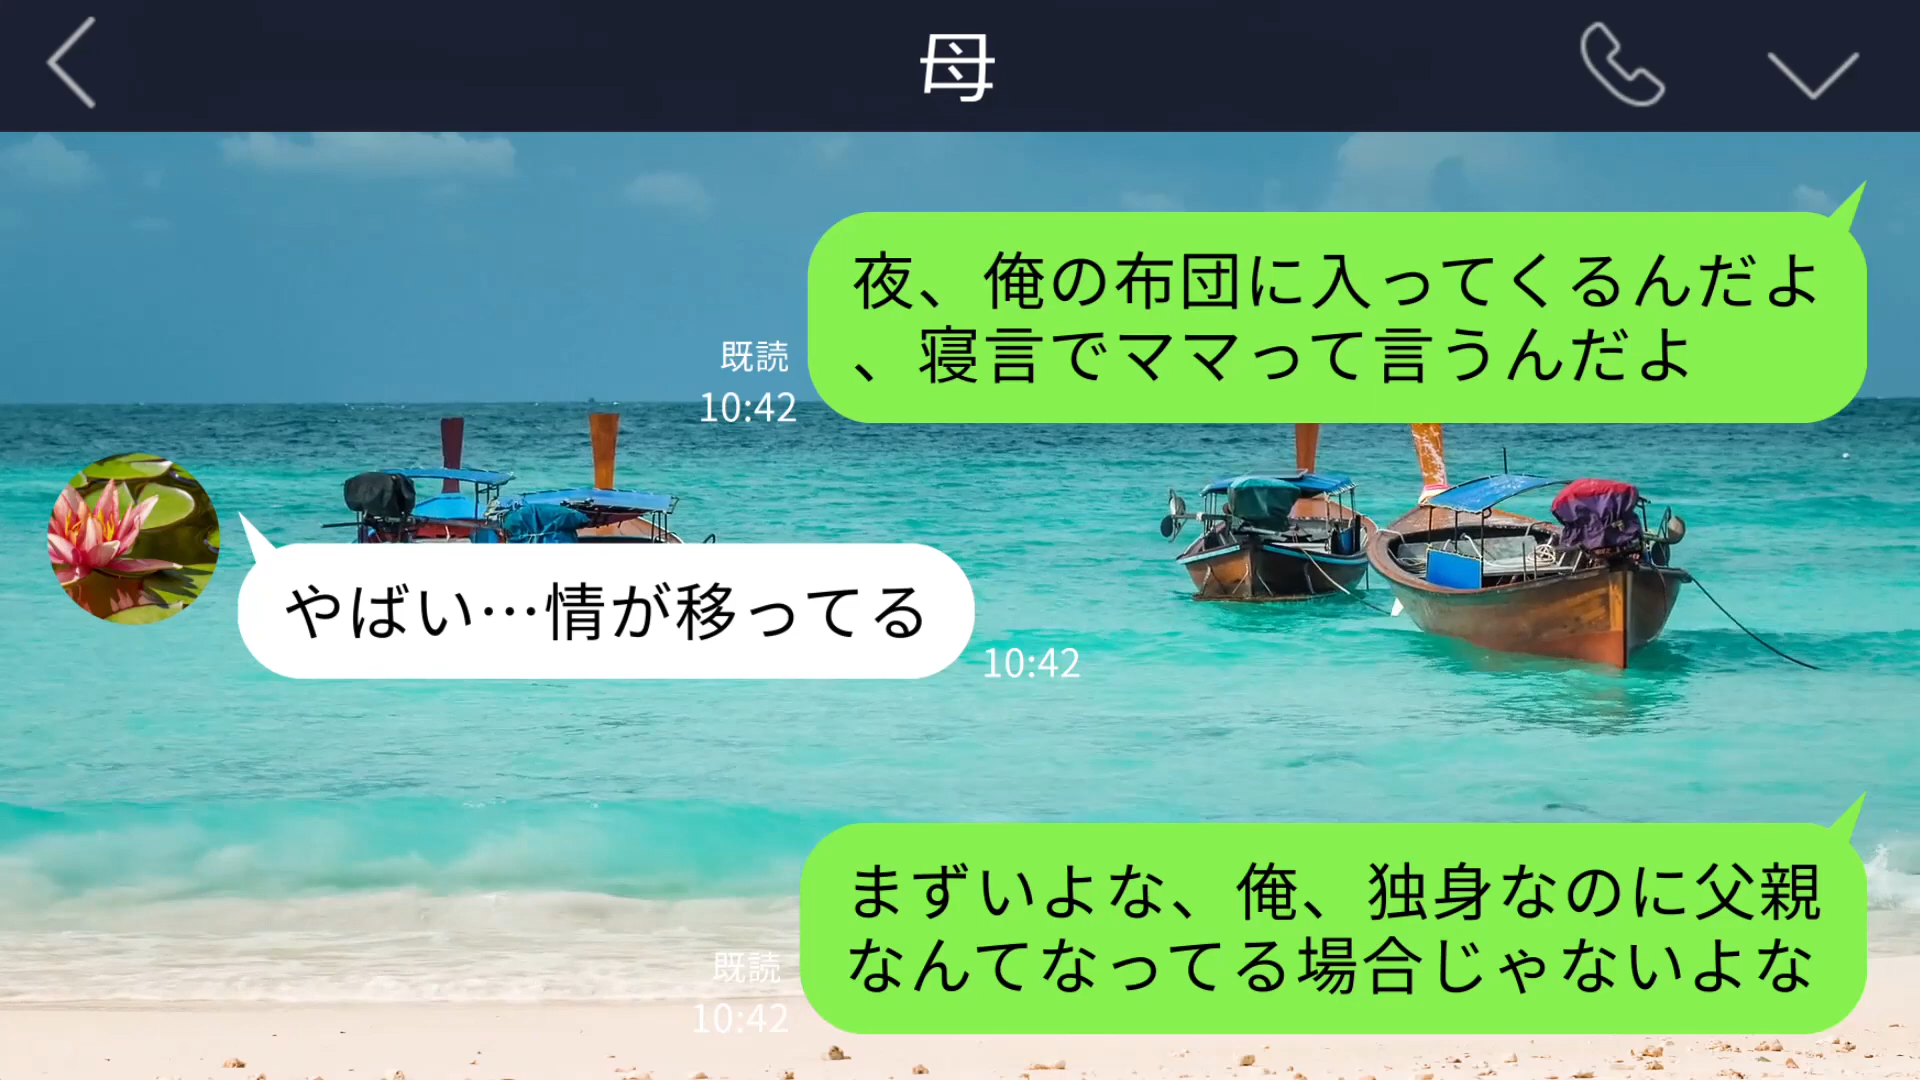 母
夜、俺の布団に入ってくるんだよ
、寝言でママって言うんだよ
既読
10:42
やばい…情が移ってる
10:42
まずいよな、俺、独身なのに父親
なんてなってる場合じゃないよな
既読
10:42